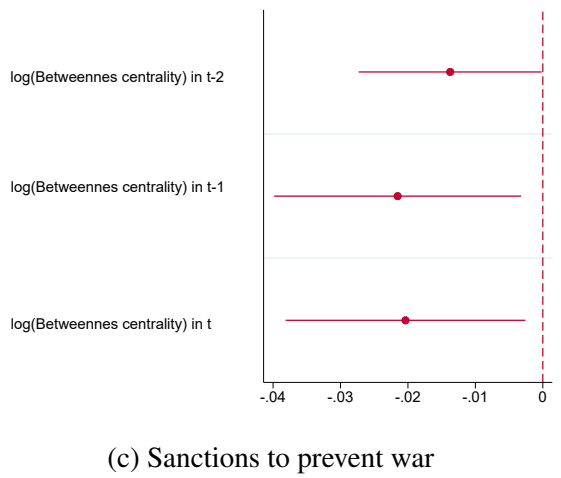 log(Betweennes centrality) in t-2
log(Betweennes centrality) in t-1
log(Betweennes centrality) in t
-.04 -.03 -.02 -.01 0
(c) Sanctions to prevent war